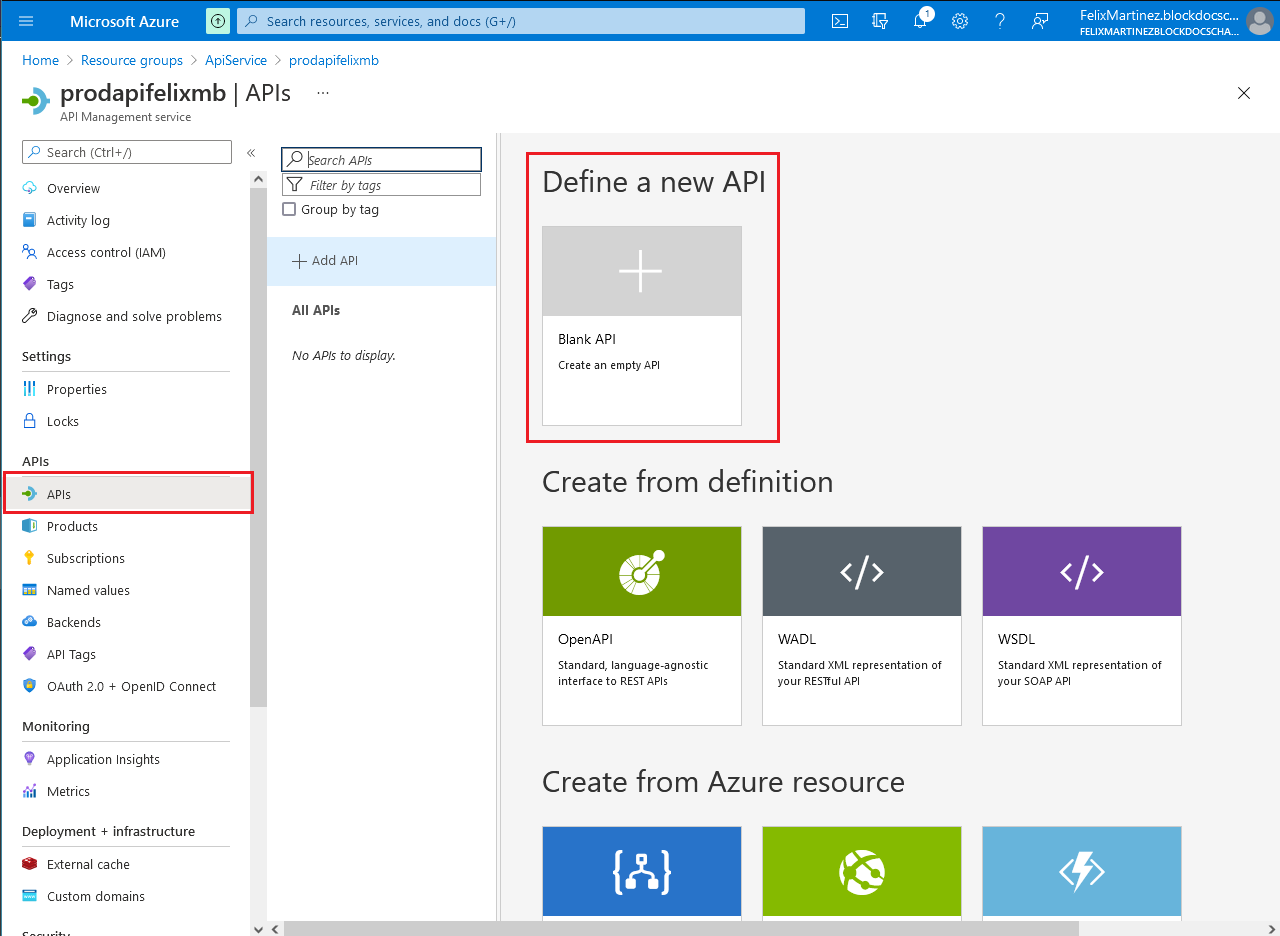 Microsoft Azure
Search resources, services, and docs (G+/)
1
FelixMartinez.blockdocsc...
FELIXMARTINEZBLOCKDOCSCHA...
Home > Resource groups > ApiService > prodapifelixmb
prodapifelixmb | APIs ...
API Management service
Search (Ctrl+/)
«
Overview
Activity log
Access control (IAM)
Tags
Diagnose and solve problems
Settings
Properties
Locks
APIs
APIs
Products
Subscriptions
Named values
Backends
API Tags
OAuth 2.0 + OpenID Connect
Monitoring
Application Insights
Metrics
Deployment + infrastructure
External cache
Custom domains
Security
Search APIs
Filter by tags
Group by tag
Add API
All APIs
No APIs to display.
Define a new API
Blank API
Create an empty API
Create from definition
OpenAPI
Standard, language-agnostic
interface to REST APIs
WADL
Standard XML representation of
your RESTful API
WSDL
Standard XML representation of
your SOAP API
Create from Azure resource